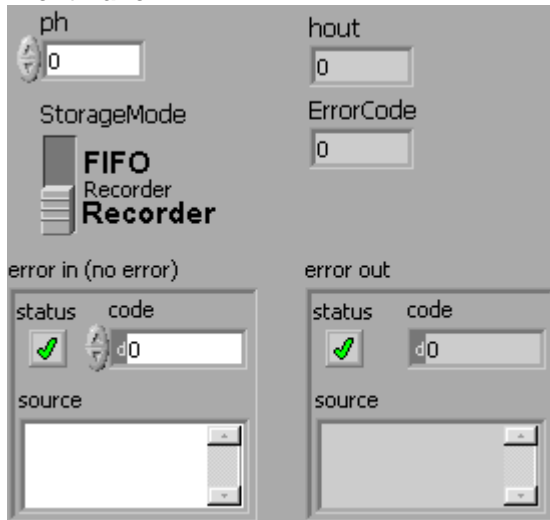 ph
0
hout
0
StorageMode
FIFO
Recorder
Recorder
ErrorCode
0
error in (no error)
status code
d0
source
error out
status code
d0
source